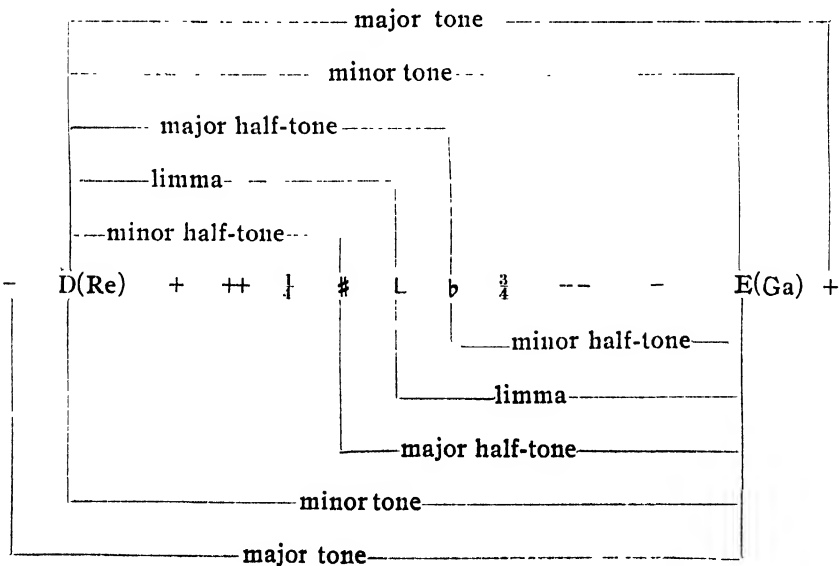 major tone
minor tone
major half-tone
limma
minor half-tone
− D(Re) + ++ ♯ L ♭ ¾ −− − E(Ga) +
minor half-tone
limma
major half-tone
minor tone
major tone